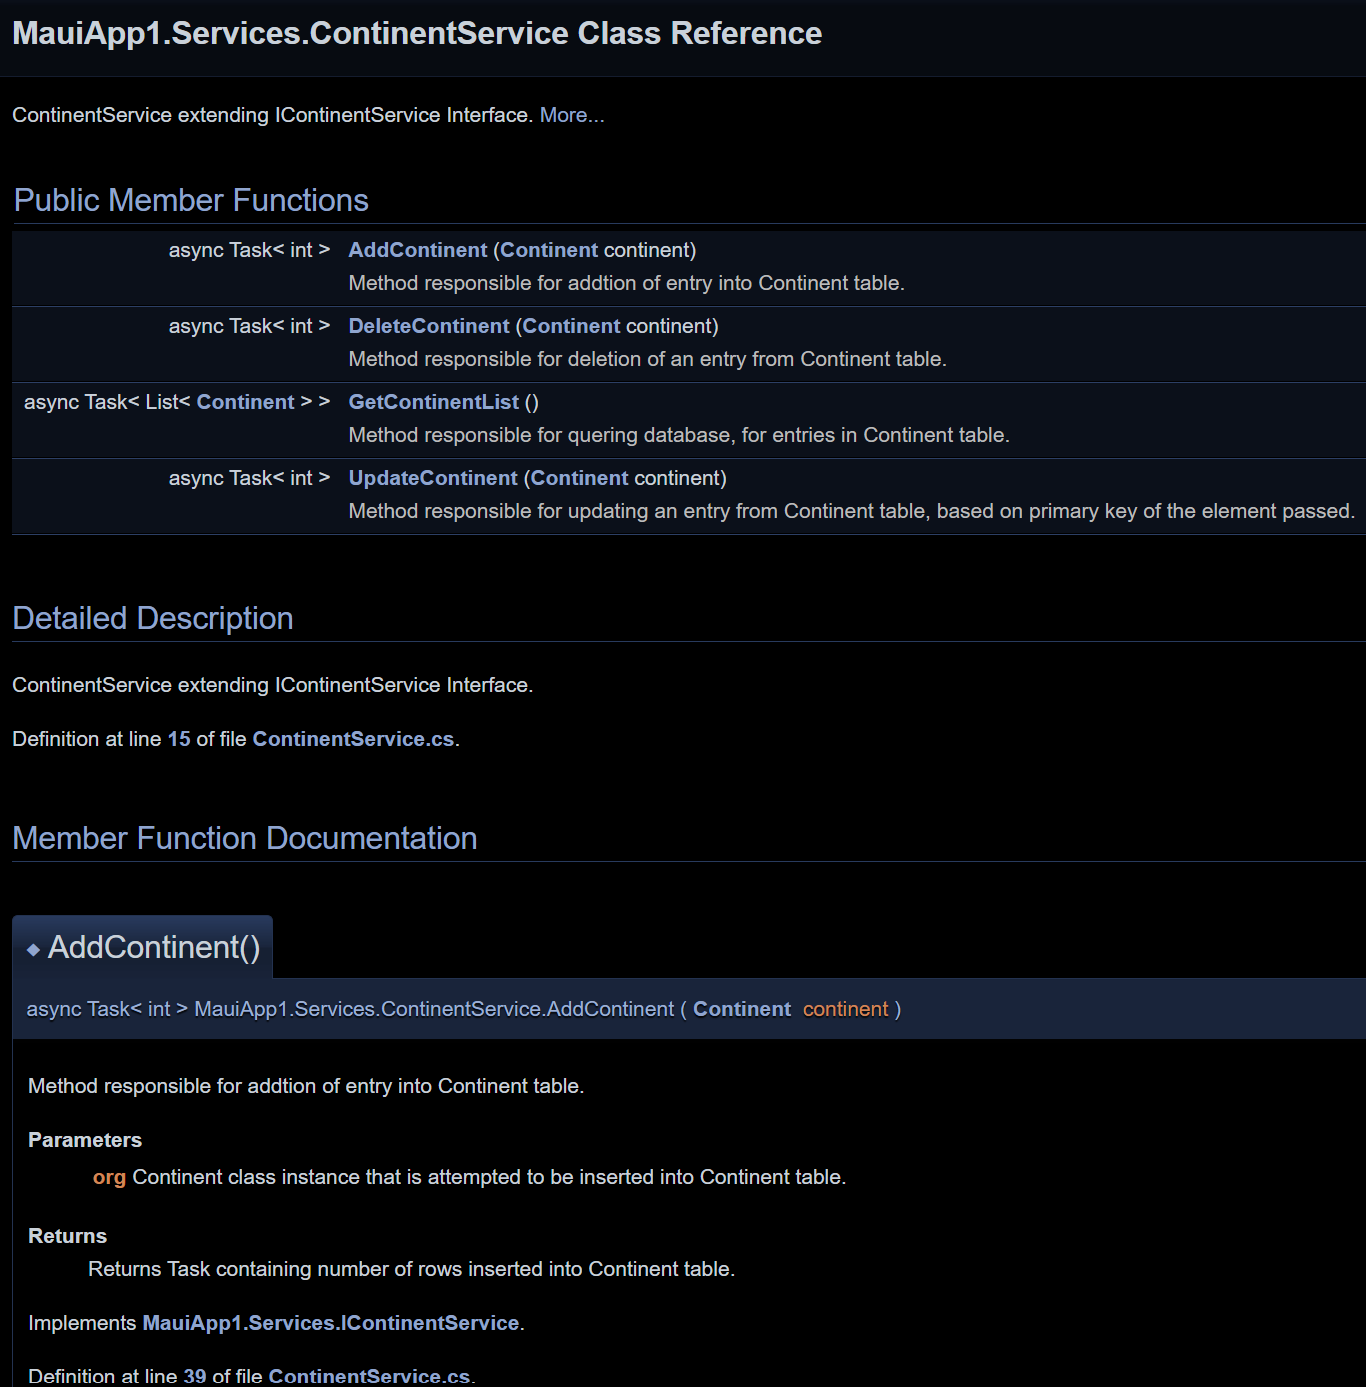 MauiApp1.Services.ContinentService Class Reference
ContinentService extending IContinentService Interface. More...
Public Member Functions
async Task< int > AddContinent (Continent continent)
Method responsible for addtion of entry into Continent table.
async Task< int > DeleteContinent (Continent continent)
Method responsible for deletion of an entry from Continent table.
async Task< List< Continent > > GetContinentList ()
Method responsible for quering database, for entries in Continent table.
async Task< int > UpdateContinent (Continent continent)
Method responsible for updating an entry from Continent table, based on primary key of the element passed.
Detailed Description
ContinentService extending IContinentService Interface.
Definition at line 15 of file ContinentService.cs.
Member Function Documentation
◆ AddContinent()
async Task< int > MauiApp1.Services.ContinentService.AddContinent ( Continent continent )
Method responsible for addtion of entry into Continent table.
Parameters
org Continent class instance that is attempted to be inserted into Continent table.
Returns
Returns Task containing number of rows inserted into Continent table.
Implements MauiApp1.Services.IContinentService.
Definition at line 39 of file ContinentService.cs.